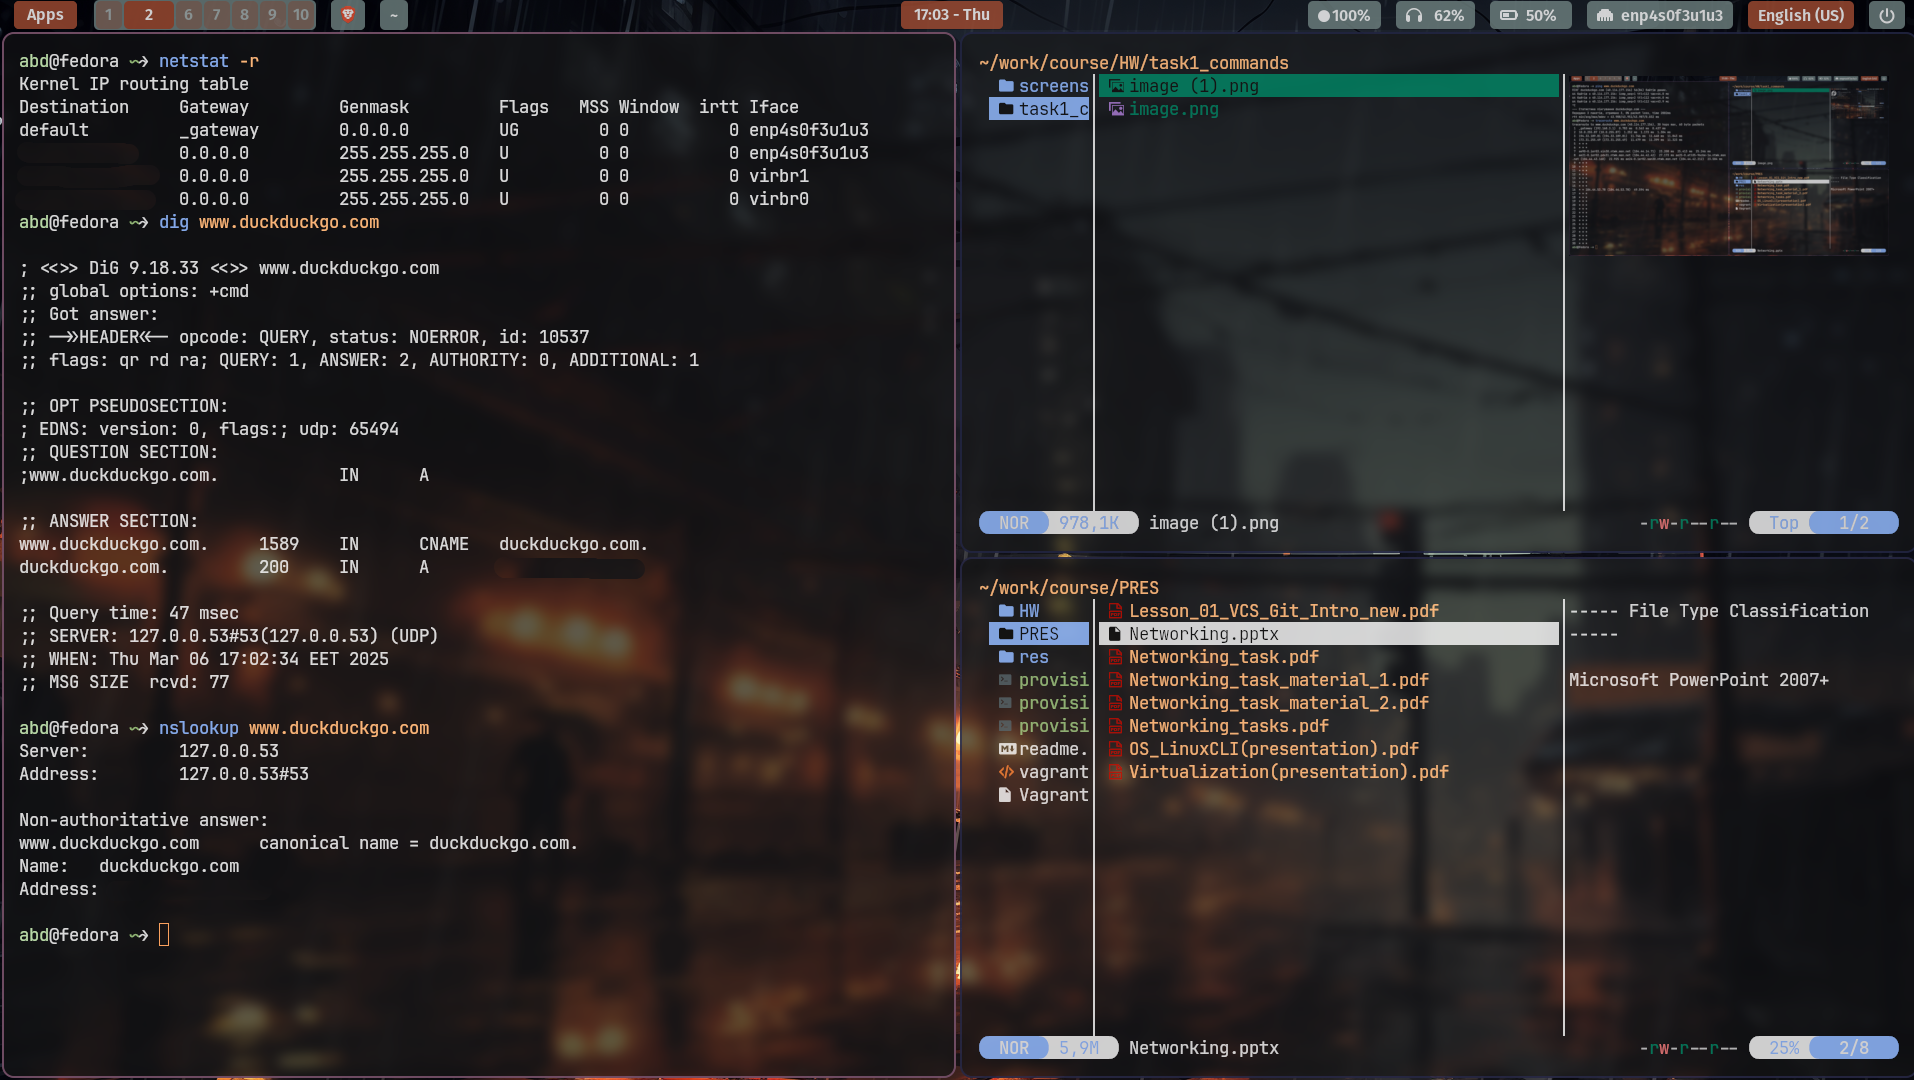 Apps 1 2 6 7 8 9 10 ~ 17:03 - Thu 100% 62% 50% enp4s0f3u1u3 English (US)
abd@fedora ~> netstat -r
Kernel IP routing table
Destination Gateway Genmask Flags MSS Window irtt Iface
default _gateway 0.0.0.0 UG 0 0 0 enp4s0f3u1u3
0.0.0.0 255.255.255.0 U 0 0 0 enp4s0f3u1u3
0.0.0.0 255.255.255.0 U 0 0 0 virbr1
0.0.0.0 255.255.255.0 U 0 0 0 virbr0
abd@fedora ~> dig www.duckduckgo.com
; <<>> DiG 9.18.33 <<>> www.duckduckgo.com
;; global options: +cmd
;; Got answer:
;; ->>HEADER<<- opcode: QUERY, status: NOERROR, id: 10537
;; flags: qr rd ra; QUERY: 1, ANSWER: 2, AUTHORITY: 0, ADDITIONAL: 1
;; OPT PSEUDOSECTION:
; EDNS: version: 0, flags:; udp: 65494
;; QUESTION SECTION:
;www.duckduckgo.com. IN A
;; ANSWER SECTION:
www.duckduckgo.com. 1589 IN CNAME duckduckgo.com.
duckduckgo.com. 200 IN A
;; Query time: 47 msec
;; SERVER: 127.0.0.53#53(127.0.0.53) (UDP)
;; WHEN: Thu Mar 06 17:02:34 EET 2025
;; MSG SIZE rcvd: 77
abd@fedora ~> nslookup www.duckduckgo.com
Server: 127.0.0.53
Address: 127.0.0.53#53
Non-authoritative answer:
www.duckduckgo.com canonical name = duckduckgo.com.
Name: duckduckgo.com
Address:
abd@fedora ~>
~/work/course/HW/task1_commands
screens image (1).png
task1_c image.png
NOR 978,1K image (1).png -rw-r--r-- Top 1/2
~/work/course/PRES
HW Lesson_01_VCS_Git_Intro_new.pdf ----- File Type Classification
PRES Networking.pptx -----
res Networking_task.pdf
provisi Networking_task_material_1.pdf Microsoft PowerPoint 2007+
provisi Networking_task_material_2.pdf
provisi Networking_tasks.pdf
readme. OS_LinuxCLI(presentation).pdf
vagrant Virtualization(presentation).pdf
Vagrant
NOR 5,9M Networking.pptx -rw-r--r-- 25% 2/8